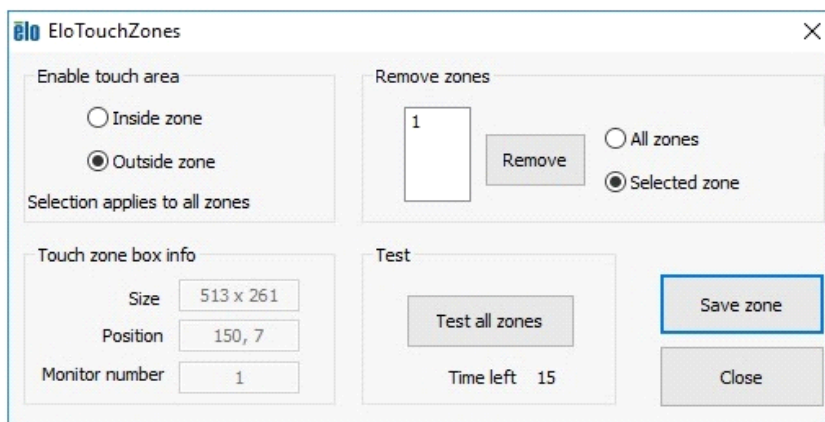 elo EloTouchZones
Enable touch area
Inside zone
Outside zone
Selection applies to all zones
Remove zones
1
Remove
All zones
Selected zone
Touch zone box info
Size 513 x 261
Position 150, 7
Monitor number 1
Test
Test all zones
Time left 15
Save zone
Close